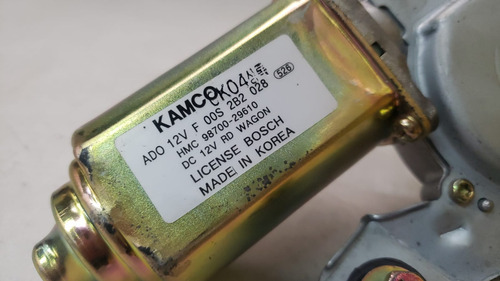 KAMCO CK04
526
ADO 12V F 00S 2B2 028
HMC 98700-29610
DC 12V RD WAGON
LICENSE BOSCH
MADE IN KOREA